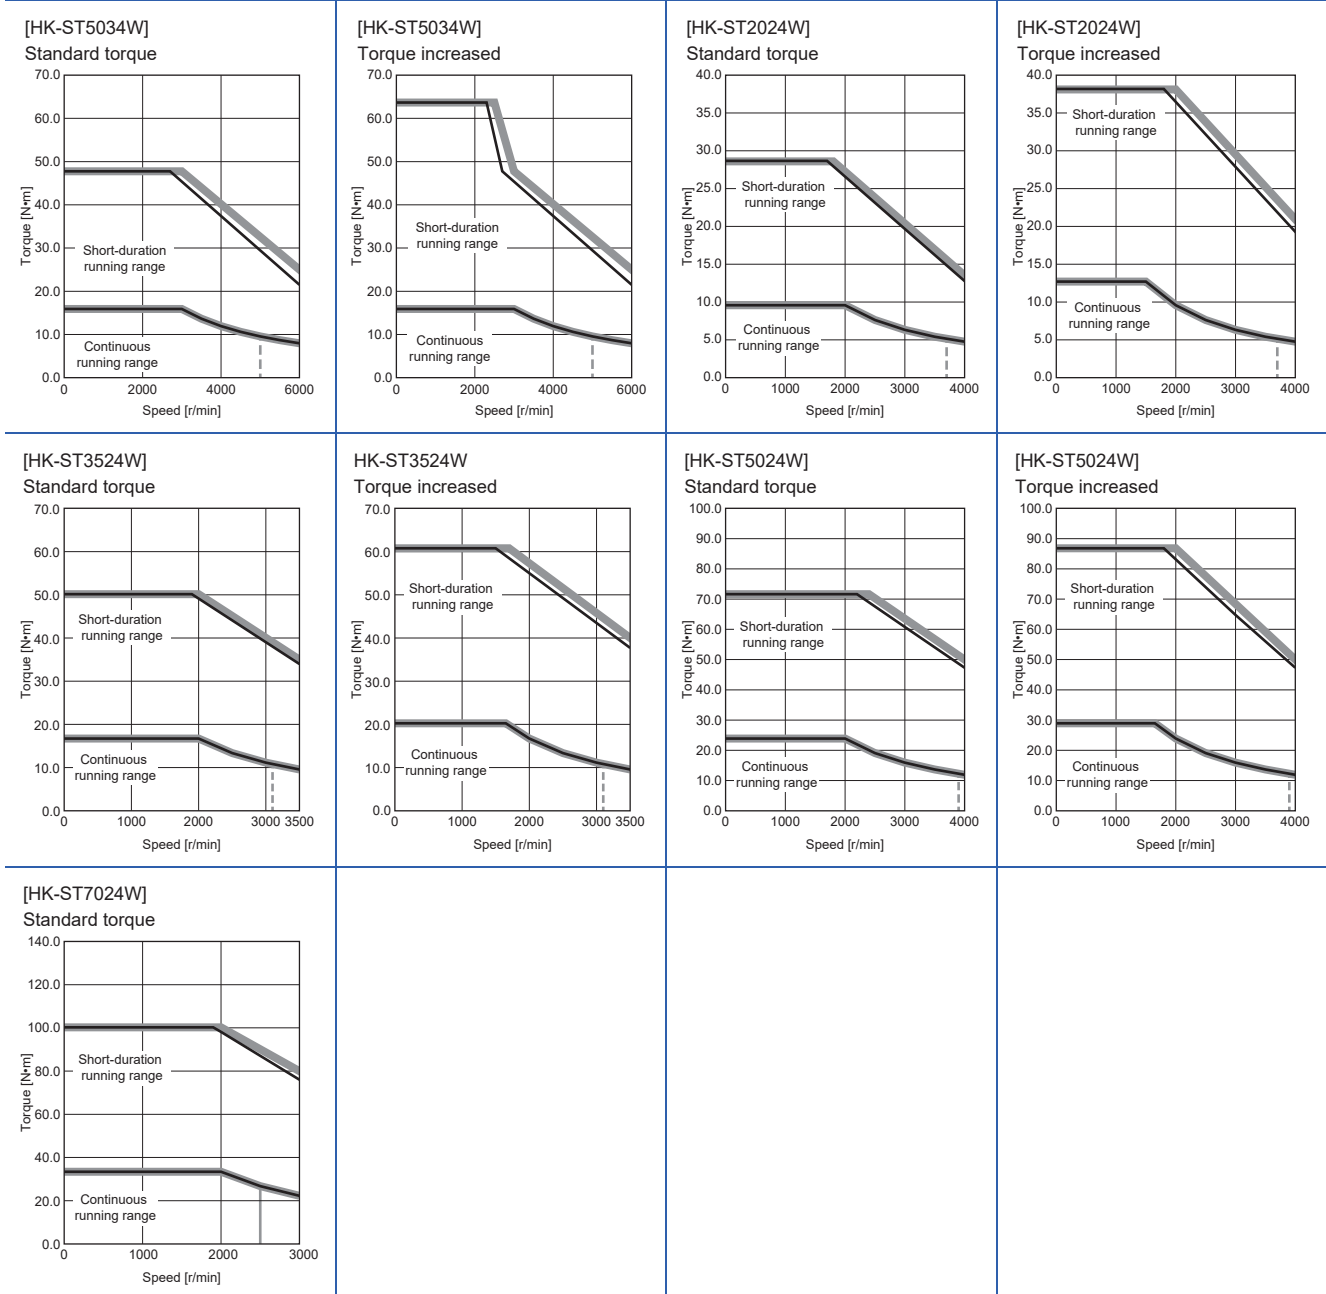 [HK-ST5034W]
Standard torque
70.0
60.0
50.0
40.0
30.0
20.0
10.0
0.0
Torque [N•m]
Short-duration
running range
Continuous
running range
0 2000 4000 6000
Speed [r/min]
[HK-ST5034W]
Torque increased
70.0
60.0
50.0
40.0
30.0
20.0
10.0
0.0
Torque [N•m]
Short-duration
running range
Continuous
running range
0 2000 4000 6000
Speed [r/min]
[HK-ST2024W]
Standard torque
40.0
35.0
30.0
25.0
20.0
15.0
10.0
5.0
0.0
Torque [N•m]
Short-duration
running range
Continuous
running range
0 1000 2000 3000 4000
Speed [r/min]
[HK-ST2024W]
Torque increased
40.0
35.0
30.0
25.0
20.0
15.0
10.0
5.0
0.0
Torque [N•m]
Short-duration
running range
Continuous
running range
0 1000 2000 3000 4000
Speed [r/min]
[HK-ST3524W]
Standard torque
70.0
60.0
50.0
40.0
30.0
20.0
10.0
0.0
Torque [N•m]
Short-duration
running range
Continuous
running range
0 1000 2000 3000 3500
Speed [r/min]
HK-ST3524W
Torque increased
70.0
60.0
50.0
40.0
30.0
20.0
10.0
0.0
Torque [N•m]
Short-duration
running range
Continuous
running range
0 1000 2000 3000 3500
Speed [r/min]
[HK-ST5024W]
Standard torque
100.0
90.0
80.0
70.0
60.0
50.0
40.0
30.0
20.0
10.0
0.0
Torque [N•m]
Short-duration
running range
Continuous
running range
0 1000 2000 3000 4000
Speed [r/min]
[HK-ST5024W]
Torque increased
100.0
90.0
80.0
70.0
60.0
50.0
40.0
30.0
20.0
10.0
0.0
Torque [N•m]
Short-duration
running range
Continuous
running range
0 1000 2000 3000 4000
Speed [r/min]
[HK-ST7024W]
Standard torque
140.0
120.0
100.0
80.0
60.0
40.0
20.0
0.0
Torque [N•m]
Short-duration
running range
Continuous
running range
0 1000 2000 3000
Speed [r/min]